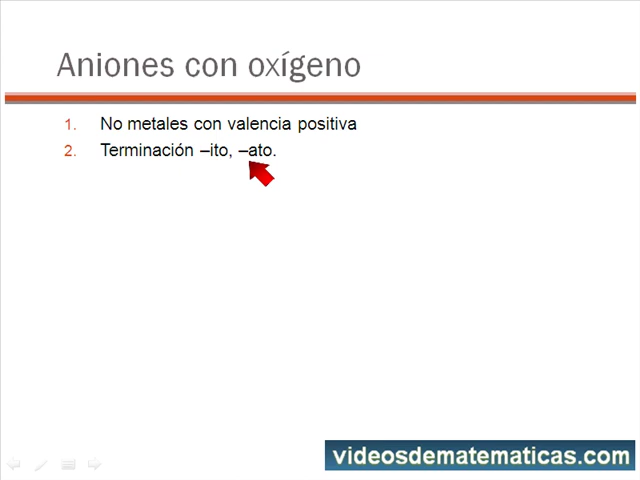 Aniones con oxígeno
1. No metales con valencia positiva
2. Terminación –ito, –ato.
videosdematematicas.com